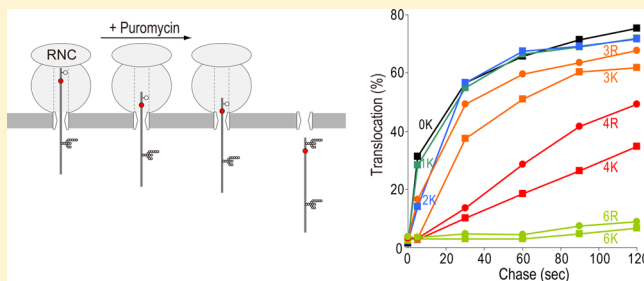 + Puromycin
RNC
Translocation (%)
80
60
40
20
0
0K
1K
2K
3R
3K
4R
4K
6R
6K
0 20 40 60 80 100 120
Chase (sec)